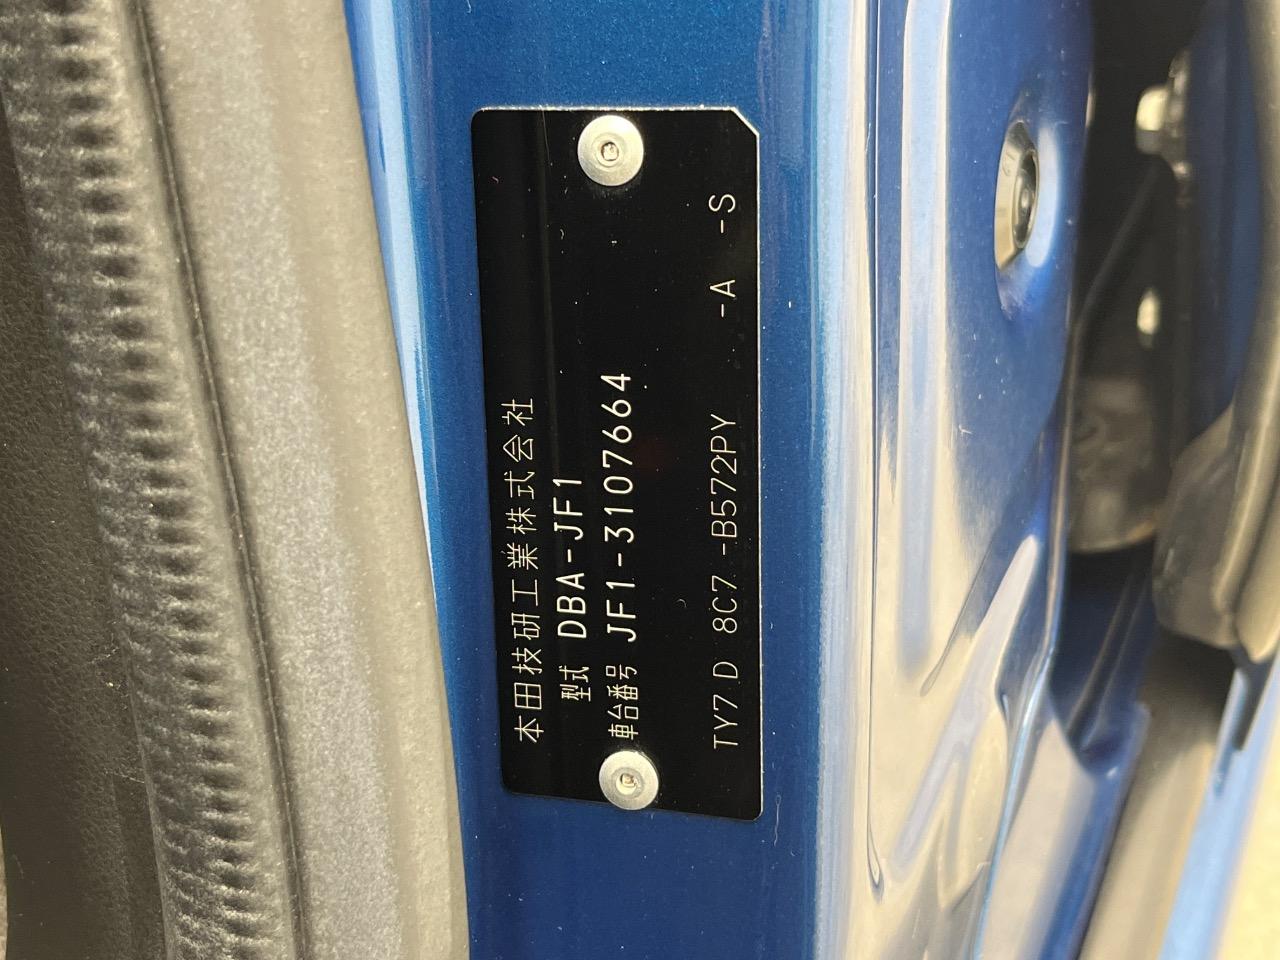 本田技研工業株式会社
型式 DBA-JF1
車台番号 JF1-3107664
TY7 D 8C7 -B572PY -A -S